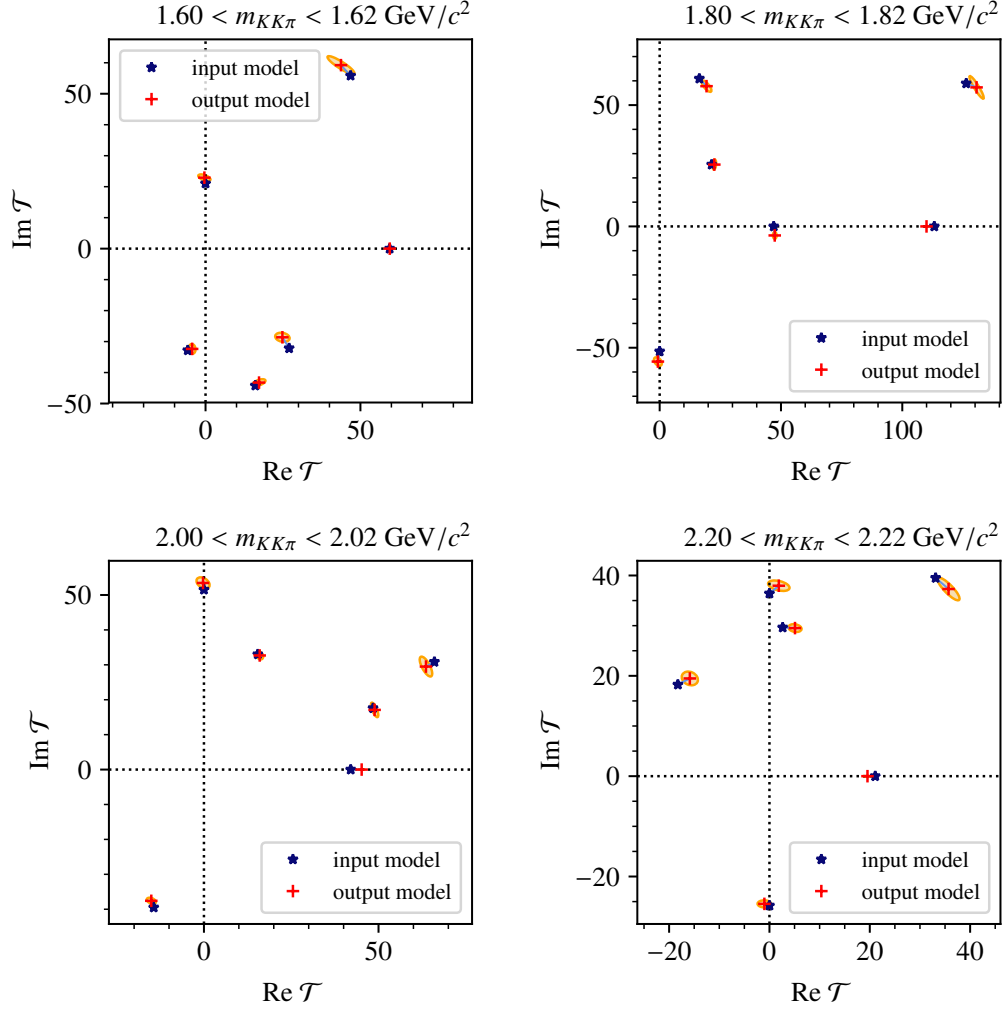 1.60 < m_{KKπ} < 1.62 GeV/c²
input model
output model
50
0
−50
0
50
Im 𝒯
Re 𝒯
1.80 < m_{KKπ} < 1.82 GeV/c²
50
0
−50
0
50
100
Im 𝒯
input model
output model
Re 𝒯
2.00 < m_{KKπ} < 2.02 GeV/c²
50
0
0
50
Im 𝒯
input model
output model
Re 𝒯
2.20 < m_{KKπ} < 2.22 GeV/c²
40
20
0
−20
−20
0
20
40
Im 𝒯
input model
output model
Re 𝒯